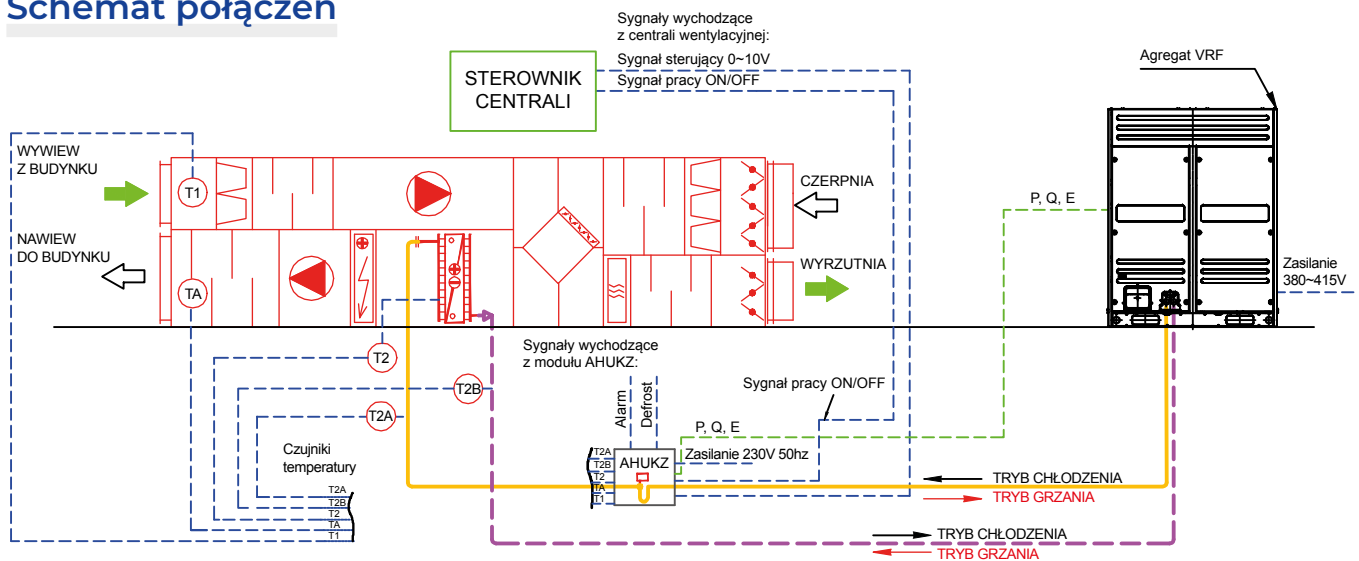 Schemat połączeń
Sygnały wychodzące
z centrali wentylacyjnej:
Sygnał sterujący 0~10V
Sygnał pracy ON/OFF
STEROWNIK
CENTRALI
Agregat VRF
WYWIEW
Z BUDYNKU
T1
CZERPNIA
P, Q, E
NAWIEW
DO BUDYNKU
TA
WYRZUTNIA
Zasilanie
380~415V
Sygnały wychodzące
z modułu AHUKZ:
T2
T2B
T2A
Sygnał pracy ON/OFF
Alarm
Defrost
P, Q, E
Czujniki
temperatury
T2A
T2B
T2
TA
T1
AHUKZ
Zasilanie 230V 50hz
TRYB CHŁODZENIA
TRYB GRZANIA
T2A
T2B
T2
TA
T1
TRYB CHŁODZENIA
TRYB GRZANIA